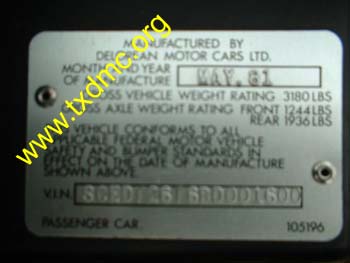 MANUFACTURED BY
DELOREAN MOTOR CARS LTD.
MONTH AND YEAR
OF MANUFACTURE MAY.81
GROSS VEHICLE WEIGHT RATING 3180 LBS
GROSS AXLE WEIGHT RATING FRONT 1244 LBS
REAR 1936 LBS
VEHICLE CONFORMS TO ALL
APPLICABLE FEDERAL MOTOR VEHICLE
SAFETY AND BUMPER STANDARDS IN
EFFECT ON THE DATE OF MANUFACTURE
SHOWN ABOVE.
V.I.N.
PASSENGER CAR. 105196
www.txdmc.org